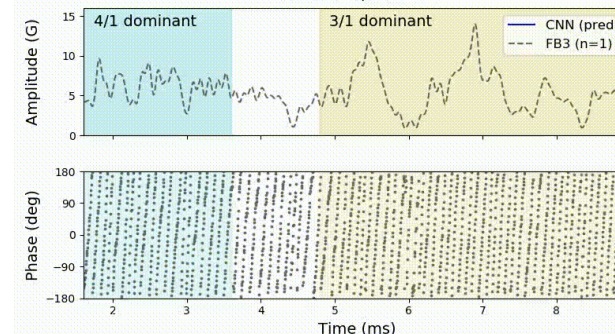 4/1 dominant
3/1 dominant
CNN (pred
FB3 (n=1)
Amplitude (G)
15
10
5
0
Phase (deg)
180
90
0
−90
−180
2 3 4 5 6 7 8
Time (ms)